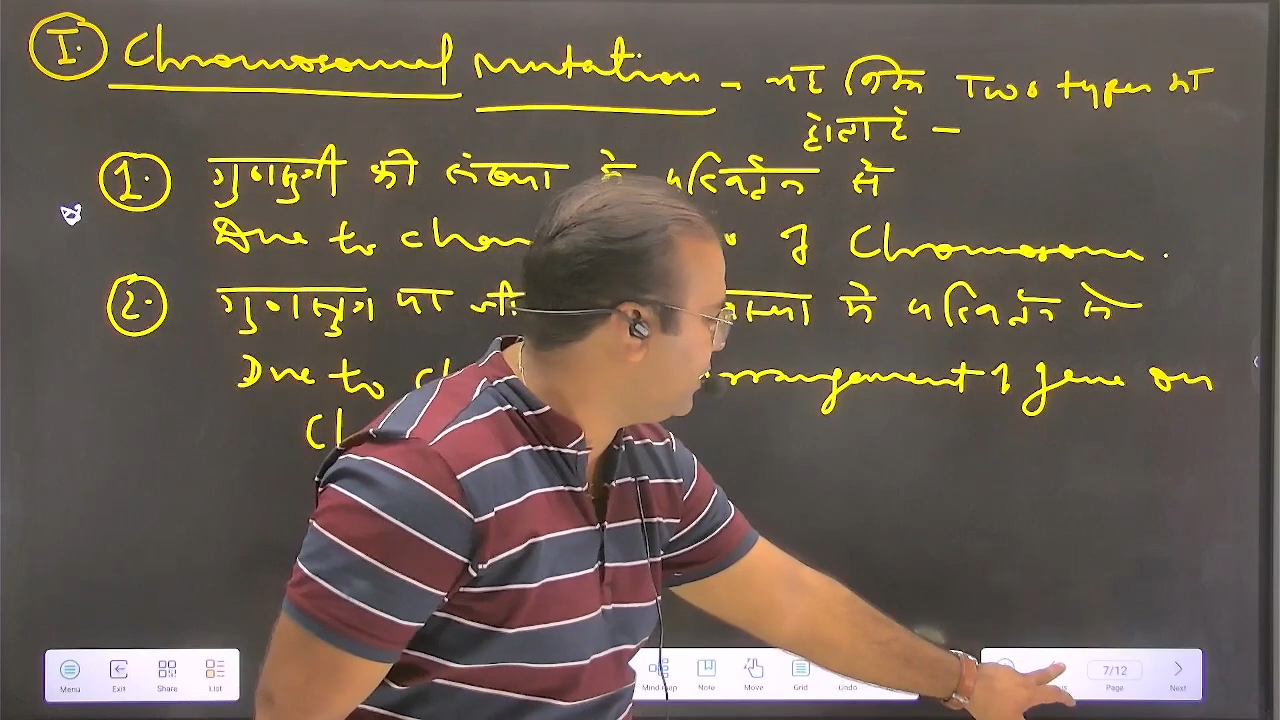 I. Chromosomal mutation - यह निम्न Two types का
होता है -
1. गुणसूत्रों की संख्या में परिवर्तन से
Due to of Chromosome.
2. गुणसूत्र पर में परिवर्तन से
Due to of gene on
Menu Exit Share List Mind-map Note Move Grid Undo 7/12 Page Next